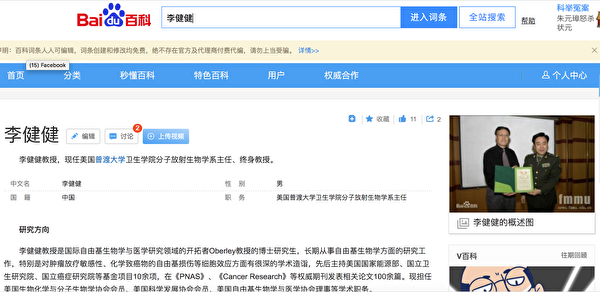 Bai du 百科
李健健
进入词条
全站搜索
帮助
科举冤案
朱元璋怒杀
状元
声明：百科词条人人可编辑，词条创建和修改均免费，绝不存在官方及代理商付费代编，请勿上当受骗。 详情>>
(15) Facebook
首页 分类 秒懂百科 特色百科 用户 权威合作 个人中心
收藏 11 2
李健健 编辑 讨论 2 上传视频
李健健教授，现任美国普渡大学卫生学院分子放射生物学系主任、终身教授。
中文名 李健健 性 别 男
国 籍 中国 职 务 美国普渡大学卫生学院分子放射生物学系主任
研究方向
李健健教授是国际自由基生物学与医学研究领域的开拓者Oberley教授的博士研究生，长期从事自由基生物学方面的研究工
作，特别是对肿瘤放疗敏感性、化学致癌物的自由基损伤等细胞效应方面有很深的学术造诣，先后主持美国国家能源部、国立卫
生研究院、国立癌症研究院等基金项目10余项，在《PNAS》、《Cancer Research》等权威期刊发表相关论文100余篇。现担任
美国生物化学与分子生物学协会会员、美国科学发展协会会员、美国自由基生物学与医学协会理事等学术职务。
fmmu
Bai百科
李健健的概述图
V百科 往期回顾